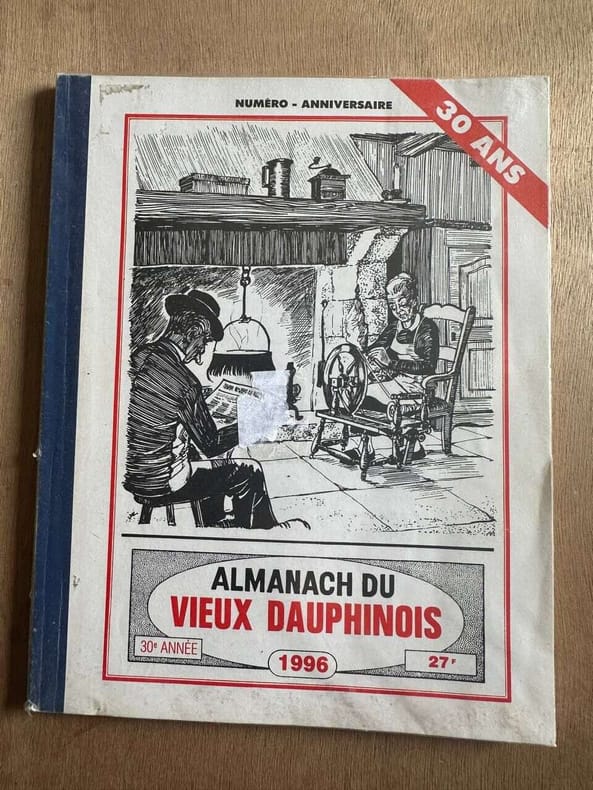 NUMÉRO - ANNIVERSAIRE
30 ANS
ALMANACH DU
VIEUX DAUPHINOIS
30e ANNÉE
1996
27F